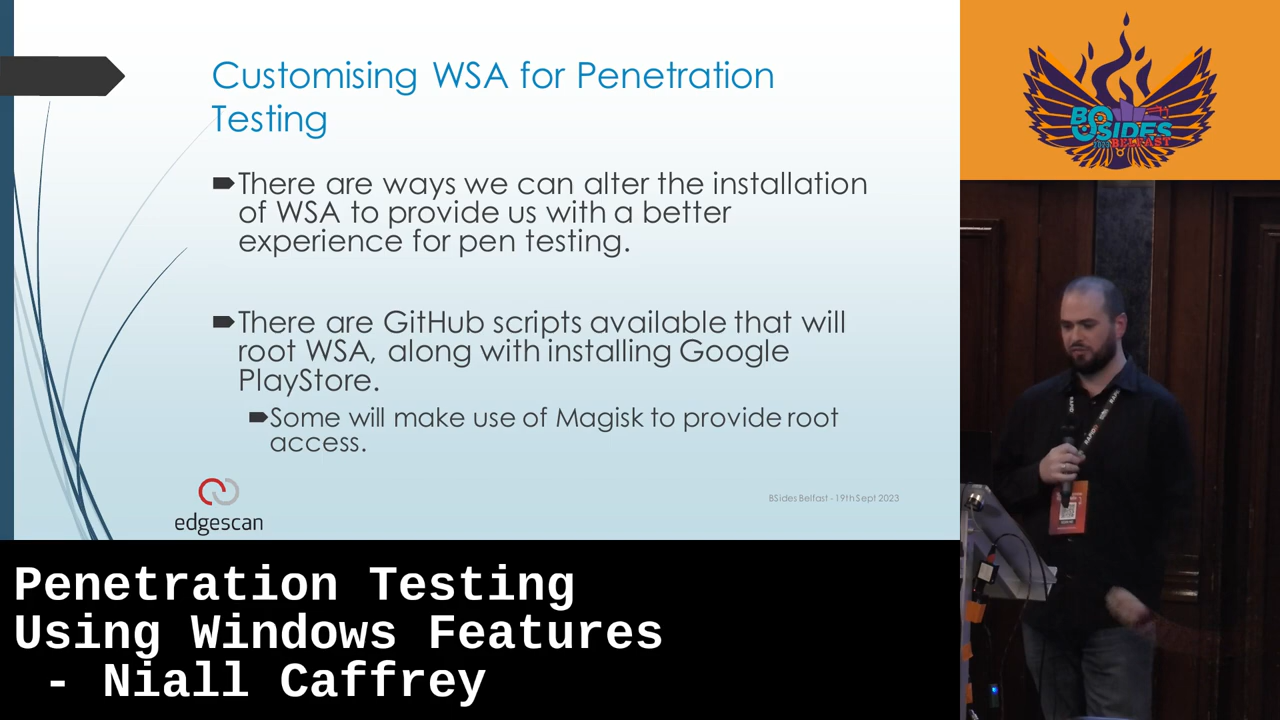 Customising WSA for Penetration
Testing
There are ways we can alter the installation
of WSA to provide us with a better
experience for pen testing.
There are GitHub scripts available that will
root WSA, along with installing Google
PlayStore.
Some will make use of Magisk to provide root
access.
edgescan
BSides Belfast - 19th Sept 2023
BSIDES
BELFAST
RAPID
Penetration Testing
Using Windows Features
- Niall Caffrey